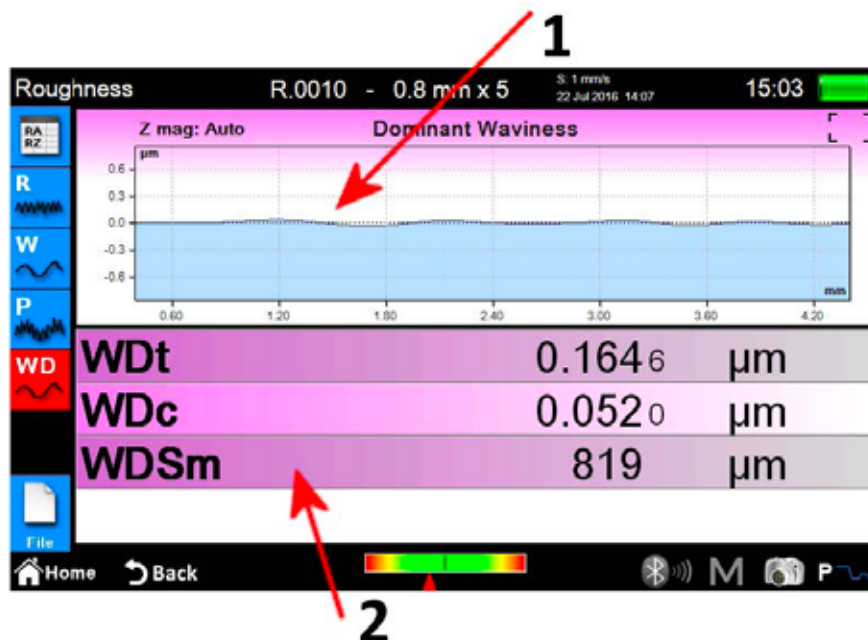 1
Roughness R.0010 - 0.8 mm x 5 S: 1 mm/s 15:03
22 Jul 2016 14:07
RA
RZ
Z mag: Auto Dominant Waviness
µm
0.6
0.3
0.0
-0.3
-0.6
mm
0.60 1.20 1.80 2.40 3.00 3.60 4.20
R
W
P
WD
WDt 0.1646 µm
WDc 0.0520 µm
WDSm 819 µm
File
Home Back M P
2